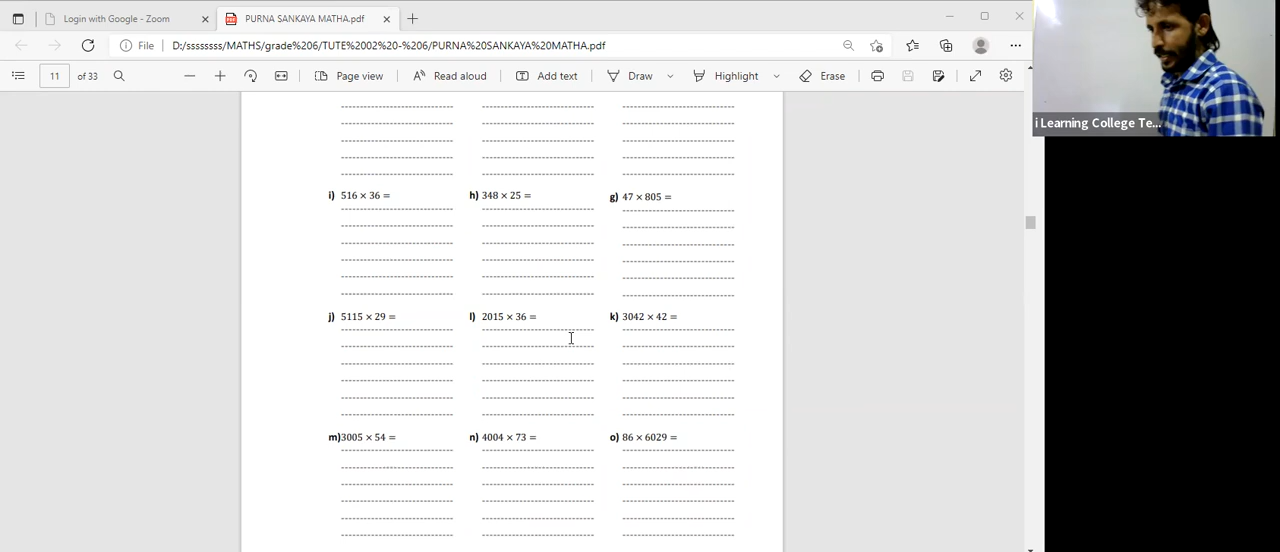 Login with Google - Zoom
PURNA SANKAYA MATHA.pdf
File
D:/ssssssss/MATHS/grade%206/TUTE%2002%20-%206/PURNA%20SANKAYA%20MATHA.pdf
11 of 33
Page view
Read aloud
Add text
Draw
Highlight
Erase
i Learning College Te...
i) 516 × 36 = h) 348 × 25 = g) 47 × 805 =
j) 5115 × 29 = l) 2015 × 36 = k) 3042 × 42 =
m)3005 × 54 = n) 4004 × 73 = o) 86 × 6029 =